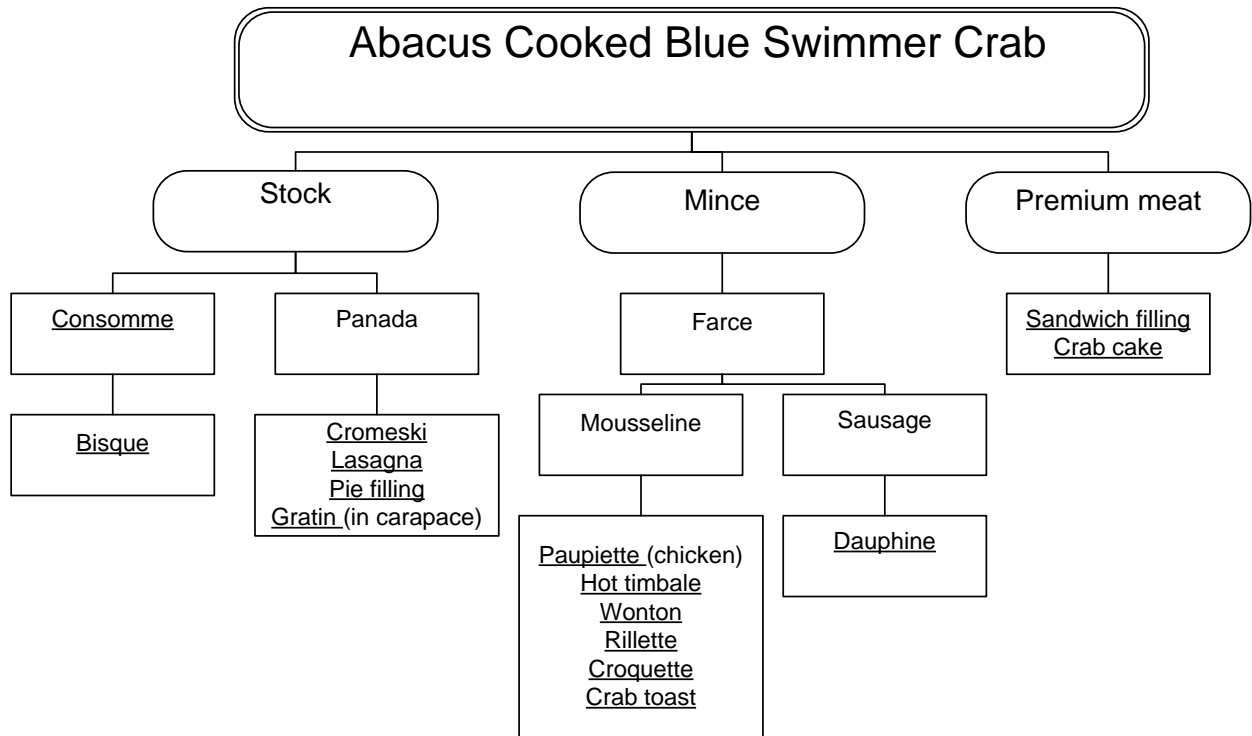 Abacus Cooked Blue Swimmer Crab
Stock
Mince
Premium meat
Consomme
Panada
Farce
Sandwich filling
Crab cake
Bisque
Cromeski
Lasagna
Pie filling
Gratin (in carapace)
Mousseline
Sausage
Paupiette (chicken)
Hot timbale
Wonton
Rillette
Croquette
Crab toast
Dauphine